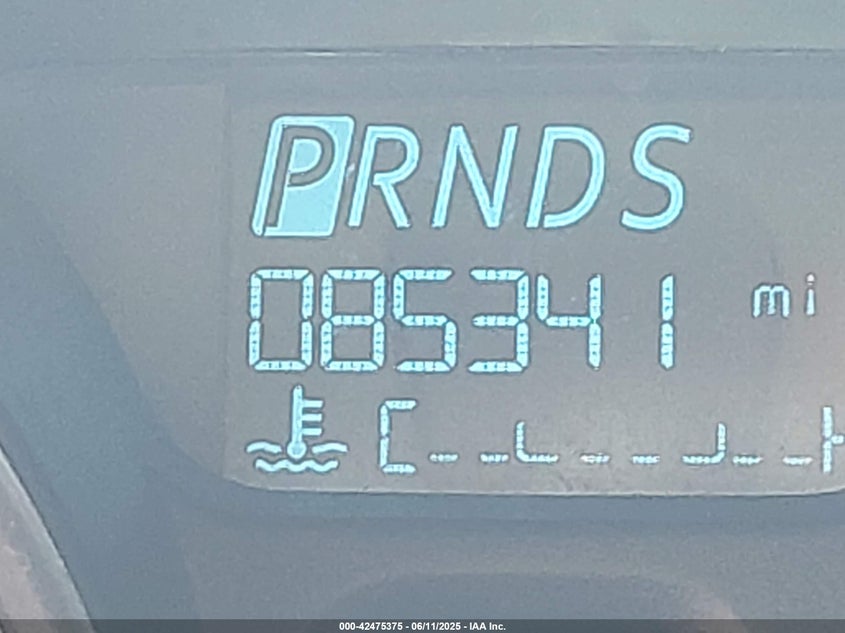 PRNDS
085341 mi
C H
000-42475375 - 06/11/2025 - IAA Inc.